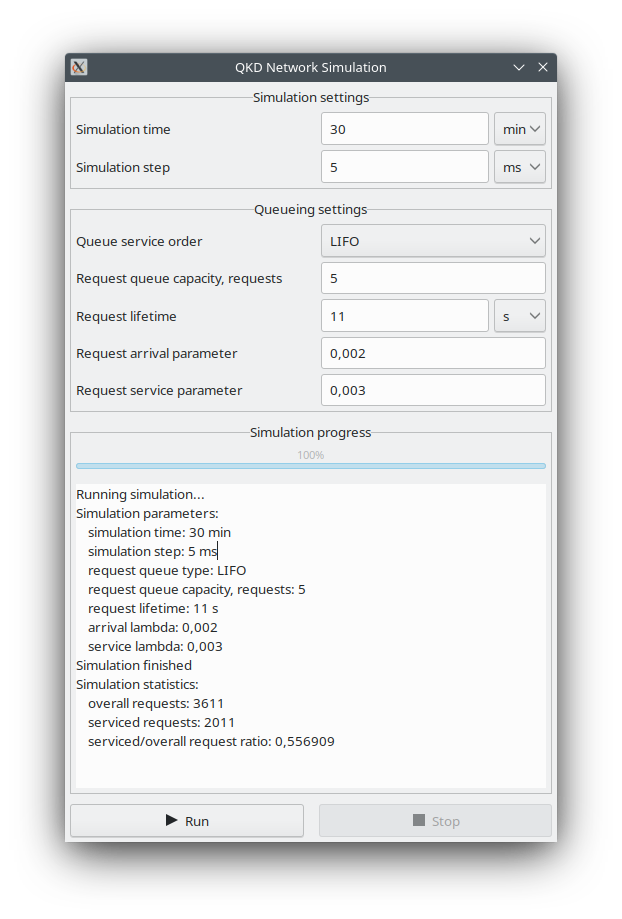 QKD Network Simulation
Simulation settings
Simulation time 30 min
Simulation step 5 ms
Queueing settings
Queue service order LIFO
Request queue capacity, requests 5
Request lifetime 11 s
Request arrival parameter 0,002
Request service parameter 0,003
Simulation progress
100%
Running simulation...
Simulation parameters:
simulation time: 30 min
simulation step: 5 ms
request queue type: LIFO
request queue capacity, requests: 5
request lifetime: 11 s
arrival lambda: 0,002
service lambda: 0,003
Simulation finished
Simulation statistics:
overall requests: 3611
serviced requests: 2011
serviced/overall request ratio: 0,556909
Run Stop